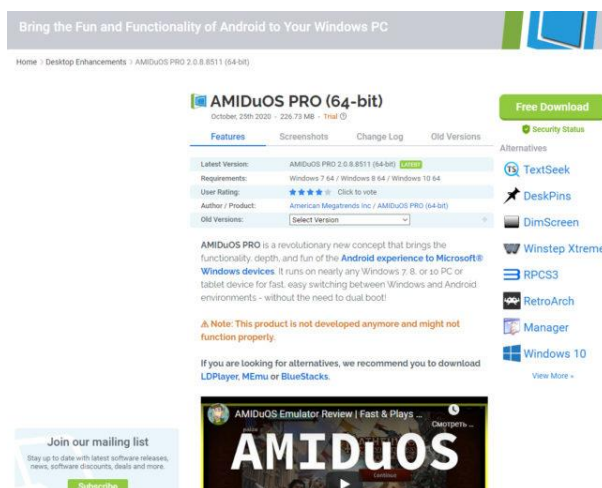 Bring the Fun and Functionality of Android to Your Windows PC
Home > Desktop Enhancements > AMIDuOS PRO 2.0.8.8511 (64-bit)
AMIDuOS PRO (64-bit)
October, 25th 2020 - 226.73 MB - Trial
Features Screenshots Change Log Old Versions
Latest Version: AMIDuOS PRO 2.0.8.8511 (64-bit) LATEST
Requirements: Windows 7 64 / Windows 8 64 / Windows 10 64
User Rating: Click to vote
Author / Product: American Megatrends Inc / AMIDuOS PRO (64-bit)
Old Versions: Select Version
AMIDuOS PRO is a revolutionary new concept that brings the
functionality, depth, and fun of the Android experience to Microsoft®
Windows devices. It runs on nearly any Windows 7, 8, or 10 PC or
tablet device for fast, easy switching between Windows and Android
environments - without the need to dual boot!
Note: This product is not developed anymore and might not
function properly.
If you are looking for alternatives, we recommend you to download
LDPlayer, MEmu or BlueStacks.
AMIDuOS Emulator Review | Fast & Plays ...
Смотреть ...
AMIDuOS
Continue
Free Download
Security Status
Alternatives
TS
TextSeek
DeskPins
DimScreen
Winstep Xtreme
RPCS3
RetroArch
Manager
Windows 10
View More »
Join our mailing list
Stay up to date with latest software releases,
news, software discounts, deals and more.
Subscribe